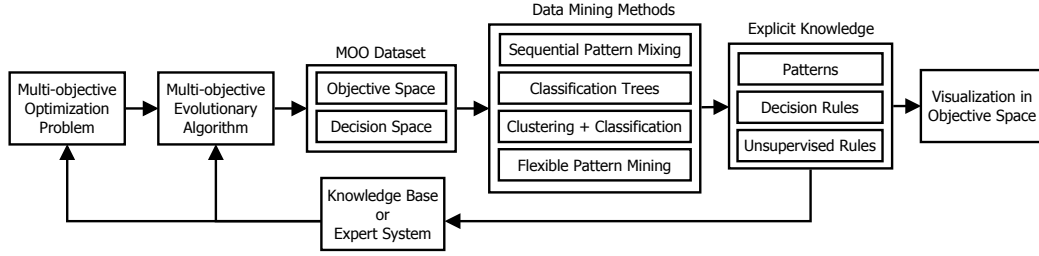 Multi-objective
Optimization
Problem
Multi-objective
Evolutionary
Algorithm
MOO Dataset
Objective Space
Decision Space
Data Mining Methods
Sequential Pattern Mixing
Classification Trees
Clustering + Classification
Flexible Pattern Mining
Explicit Knowledge
Patterns
Decision Rules
Unsupervised Rules
Visualization in
Objective Space
Knowledge Base
or
Expert System